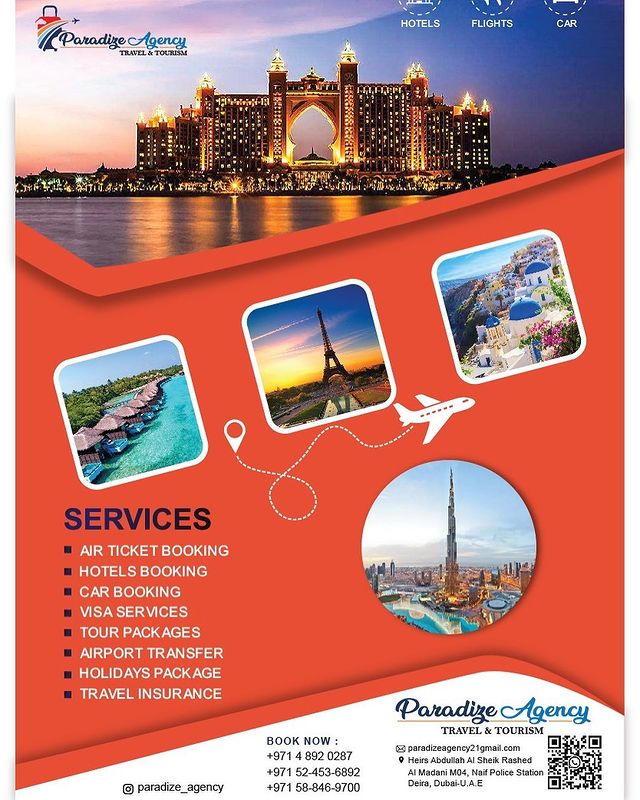 Paradize Agency
TRAVEL & TOURISM
HOTELS
FLIGHTS
CAR
SERVICES
AIR TICKET BOOKING
HOTELS BOOKING
CAR BOOKING
VISA SERVICES
TOUR PACKAGES
AIRPORT TRANSFER
HOLIDAYS PACKAGE
TRAVEL INSURANCE
Paradize Agency
TRAVEL & TOURISM
BOOK NOW :
+971 4 892 0287
+971 52-453-6892
+971 58-846-9700
paradizeagency21gmail.com
Heirs Abdullah Al Sheik Rashed
Al Madani M04, Naif Police Station
Deira, Dubai-U.A.E
paradize_agency